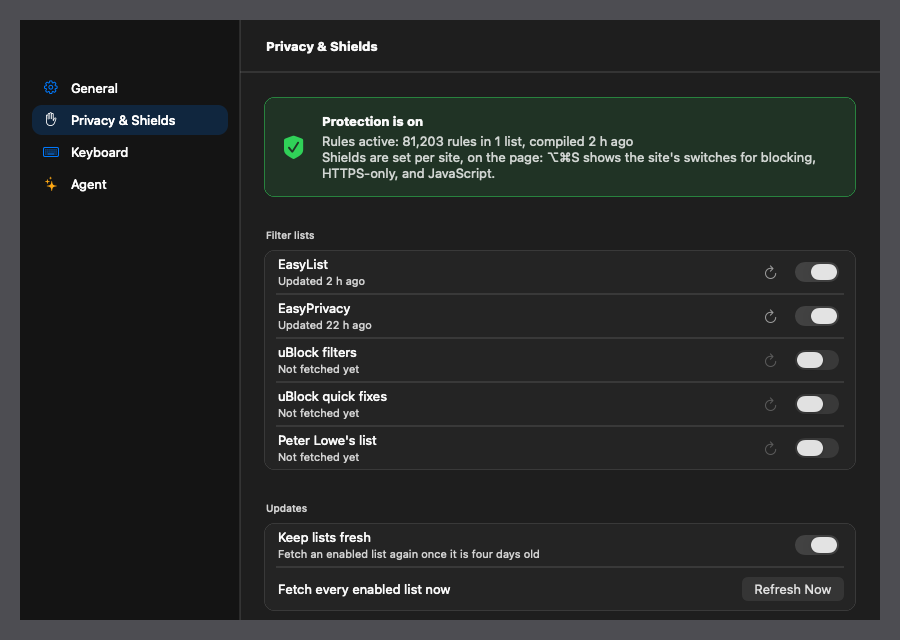 Privacy & Shields
General
Privacy & Shields
Keyboard
Agent
Protection is on
Rules active: 81,203 rules in 1 list, compiled 2 h ago
Shields are set per site, on the page: ⌥⌘S shows the site's switches for blocking,
HTTPS-only, and JavaScript.
Filter lists
EasyList
Updated 2 h ago
EasyPrivacy
Updated 22 h ago
uBlock filters
Not fetched yet
uBlock quick fixes
Not fetched yet
Peter Lowe's list
Not fetched yet
Updates
Keep lists fresh
Fetch an enabled list again once it is four days old
Fetch every enabled list now
Refresh Now